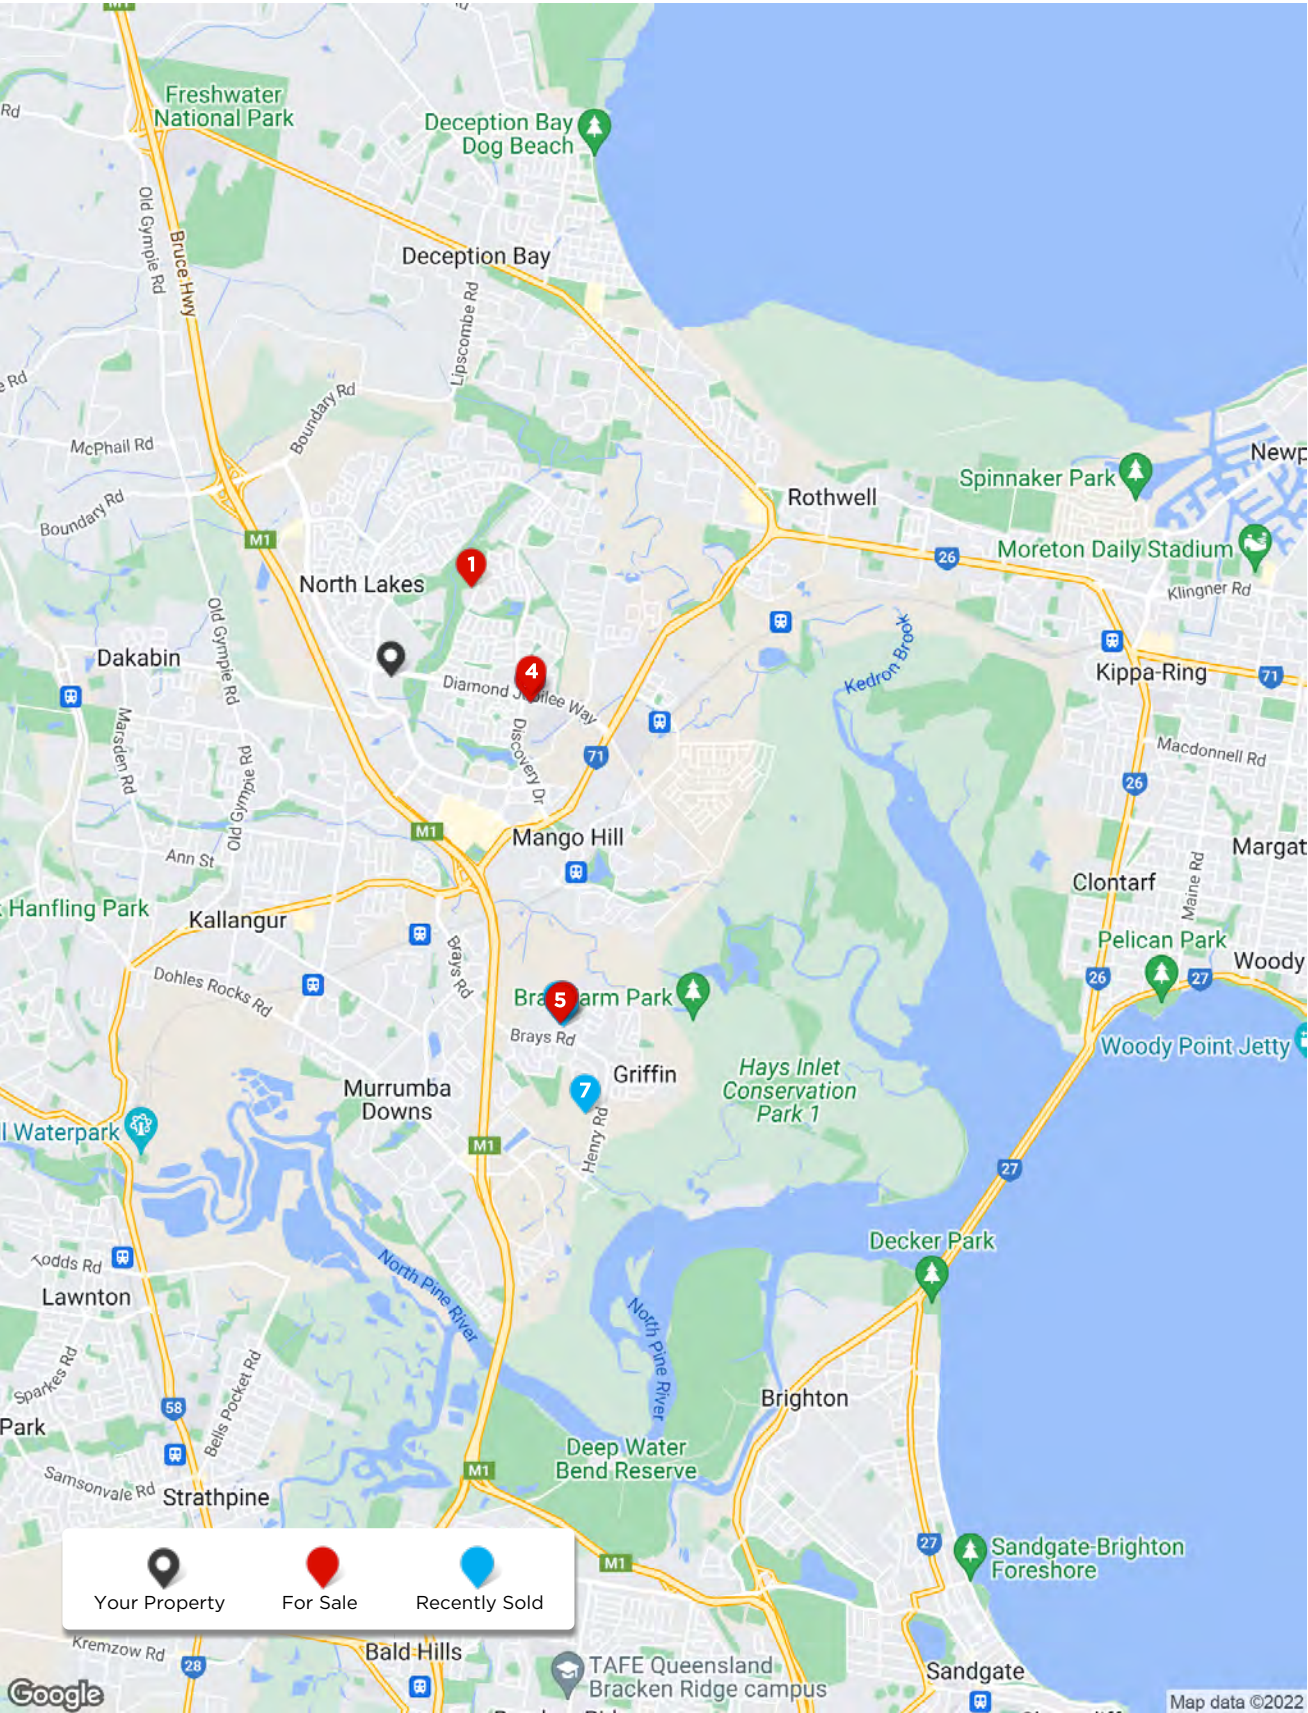 M1
Freshwater
National Park
Rd
Deception Bay
Dog Beach
Old Gympie Rd
Bruce Hwy
Deception Bay
Lipscombe Rd
e Rd
Boundary Rd
McPhail Rd
Newp
Spinnaker Park
Rothwell
Boundary Rd
M1
Moreton Daily Stadium
26
1
North Lakes
Klingner Rd
Old Gympie Rd
Kedron Brook
Dakabin
4
Kippa-Ring
71
Diamond Jubilee Way
Marsden Rd
Discovery Dr
71
Macdonnell Rd
Old Gympie Rd
26
M1
Mango Hill
Margat
Ann St
Clontarf
Maine Rd
Hanfling Park
Kallangur
Pelican Park
Brays Rd
Woody
Dohles Rocks Rd
26
27
5
arm Park
Brays Rd
Woody Point Jetty
Hays Inlet
Conservation
Park 1
Griffin
Murrumba
Downs
7
Henry Rd
l Waterpark
M1
27
Decker Park
North Pine River
Lawnton
North Pine River
Sparkes Rd
Bells Pocket Rd
Brighton
58
Park
Deep Water
Bend Reserve
M1
Samsonvale Rd
Strathpine
27
Sandgate-Brighton
Foreshore
M1
Your Property
For Sale
Recently Sold
Kremzow Rd
Bald Hills
28
TAFE Queensland
Bracken Ridge campus
Sandgate
Google
Map data ©2022